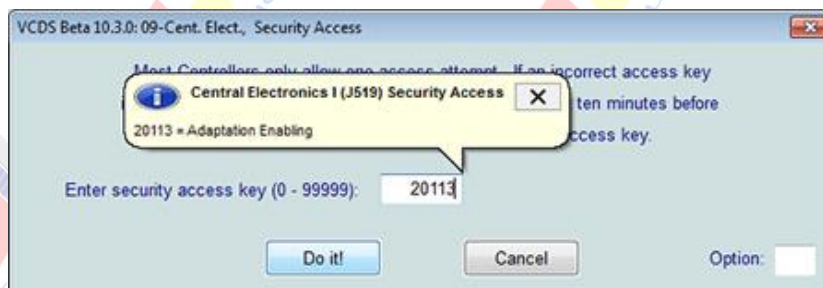 VCDS Beta 10.3.0: 09-Cent. Elect., Security Access
Most Controllers only allow one access attempt. If an incorrect access key
Central Electronics I (J519) Security Access
ten minutes before
20113 = Adaptation Enabling
access key.
Enter security access key (0 - 99999): 20113
Do it! Cancel Option: